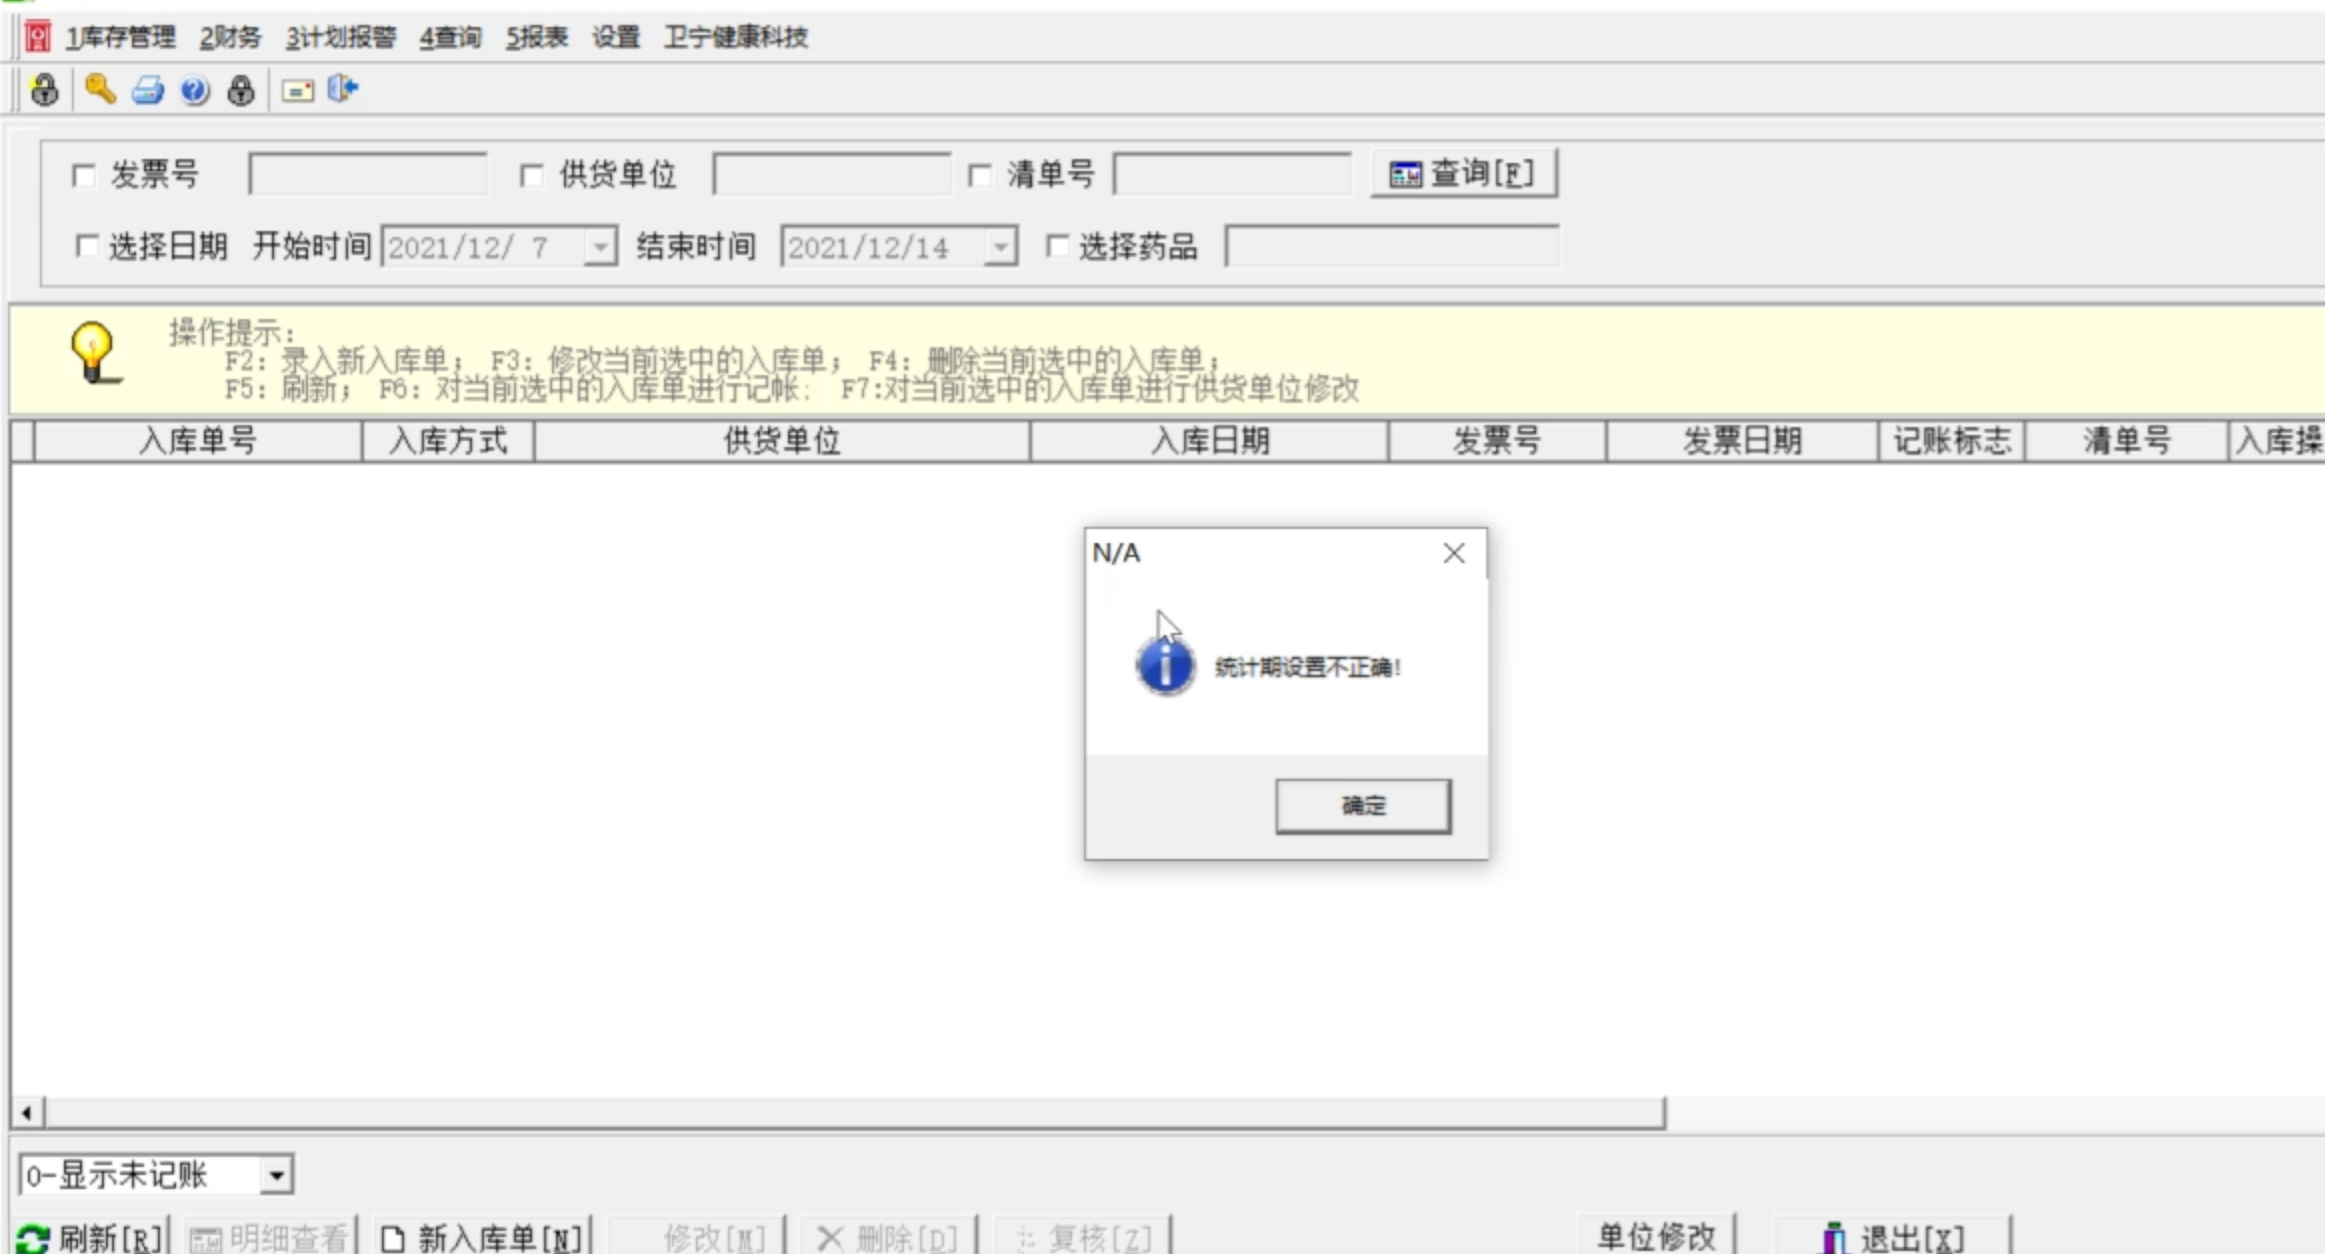 1库存管理 2财务 3计划报警 4查询 5报表 设置 卫宁健康科技
发票号 供货单位 清单号 查询[F]
选择日期 开始时间 2021/12/ 7 结束时间 2021/12/14 选择药品
操作提示:
F2: 录入新入库单; F3: 修改当前选中的入库单; F4: 删除当前选中的入库单;
F5: 刷新; F6: 对当前选中的入库单进行记帐: F7:对当前选中的入库单进行供货单位修改
入库单号 入库方式 供货单位 入库日期 发票号 发票日期 记账标志 清单号 入库操
N/A
统计期设置不正确!
确定
0-显示未记账
刷新[R] 明细查看 新入库单[N] 修改[M] 删除[D] 复核[Z] 单位修改 退出[X]